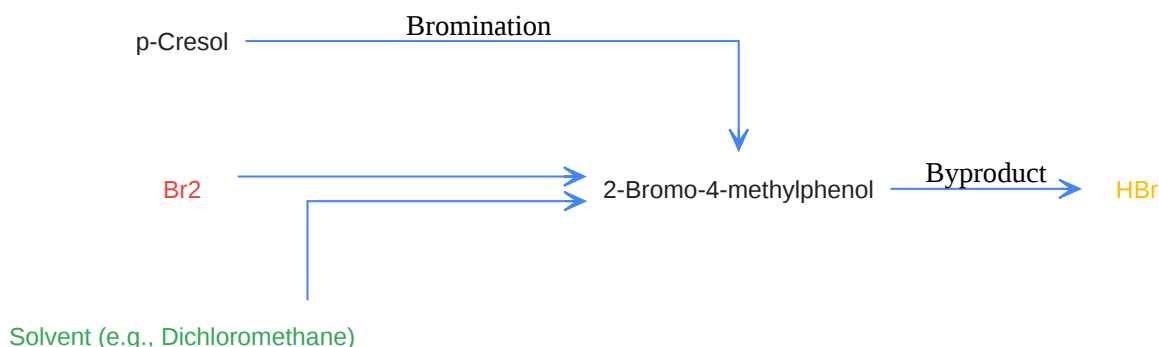 Bromination
p-Cresol
Byproduct
Br2
2-Bromo-4-methylphenol
HBr
Solvent (e.g., Dichloromethane)